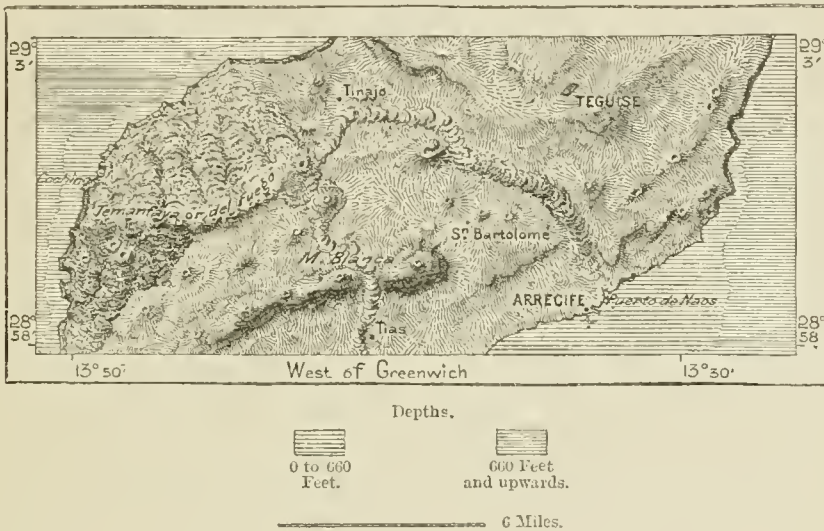 29° 3'
29° 3'
Tinajo
TEGUISE
Temanfaya or del fuego
Sⁿ. Bartolome
M. Blanca
ARRECIFE
Puerto de Naos
28° 58'
28° 58'
Tias
13°50'
West of Greenwich
13°30'
Depths.
0 to 660
Feet.
660 Feet
and upwards.
6 Miles.